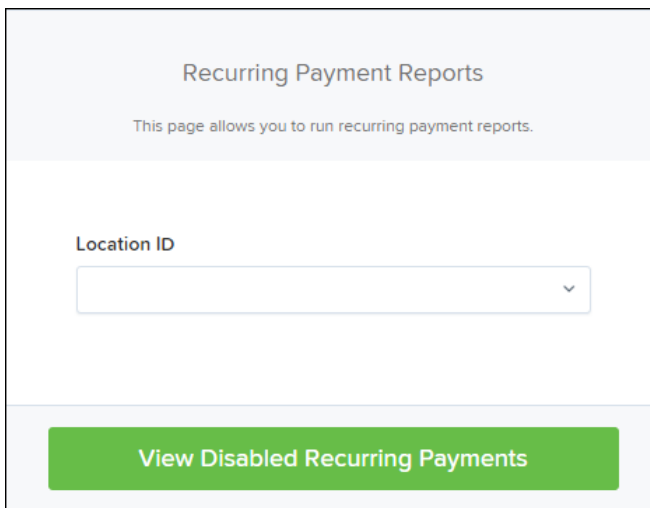 Recurring Payment Reports
This page allows you to run recurring payment reports.
Location ID
View Disabled Recurring Payments